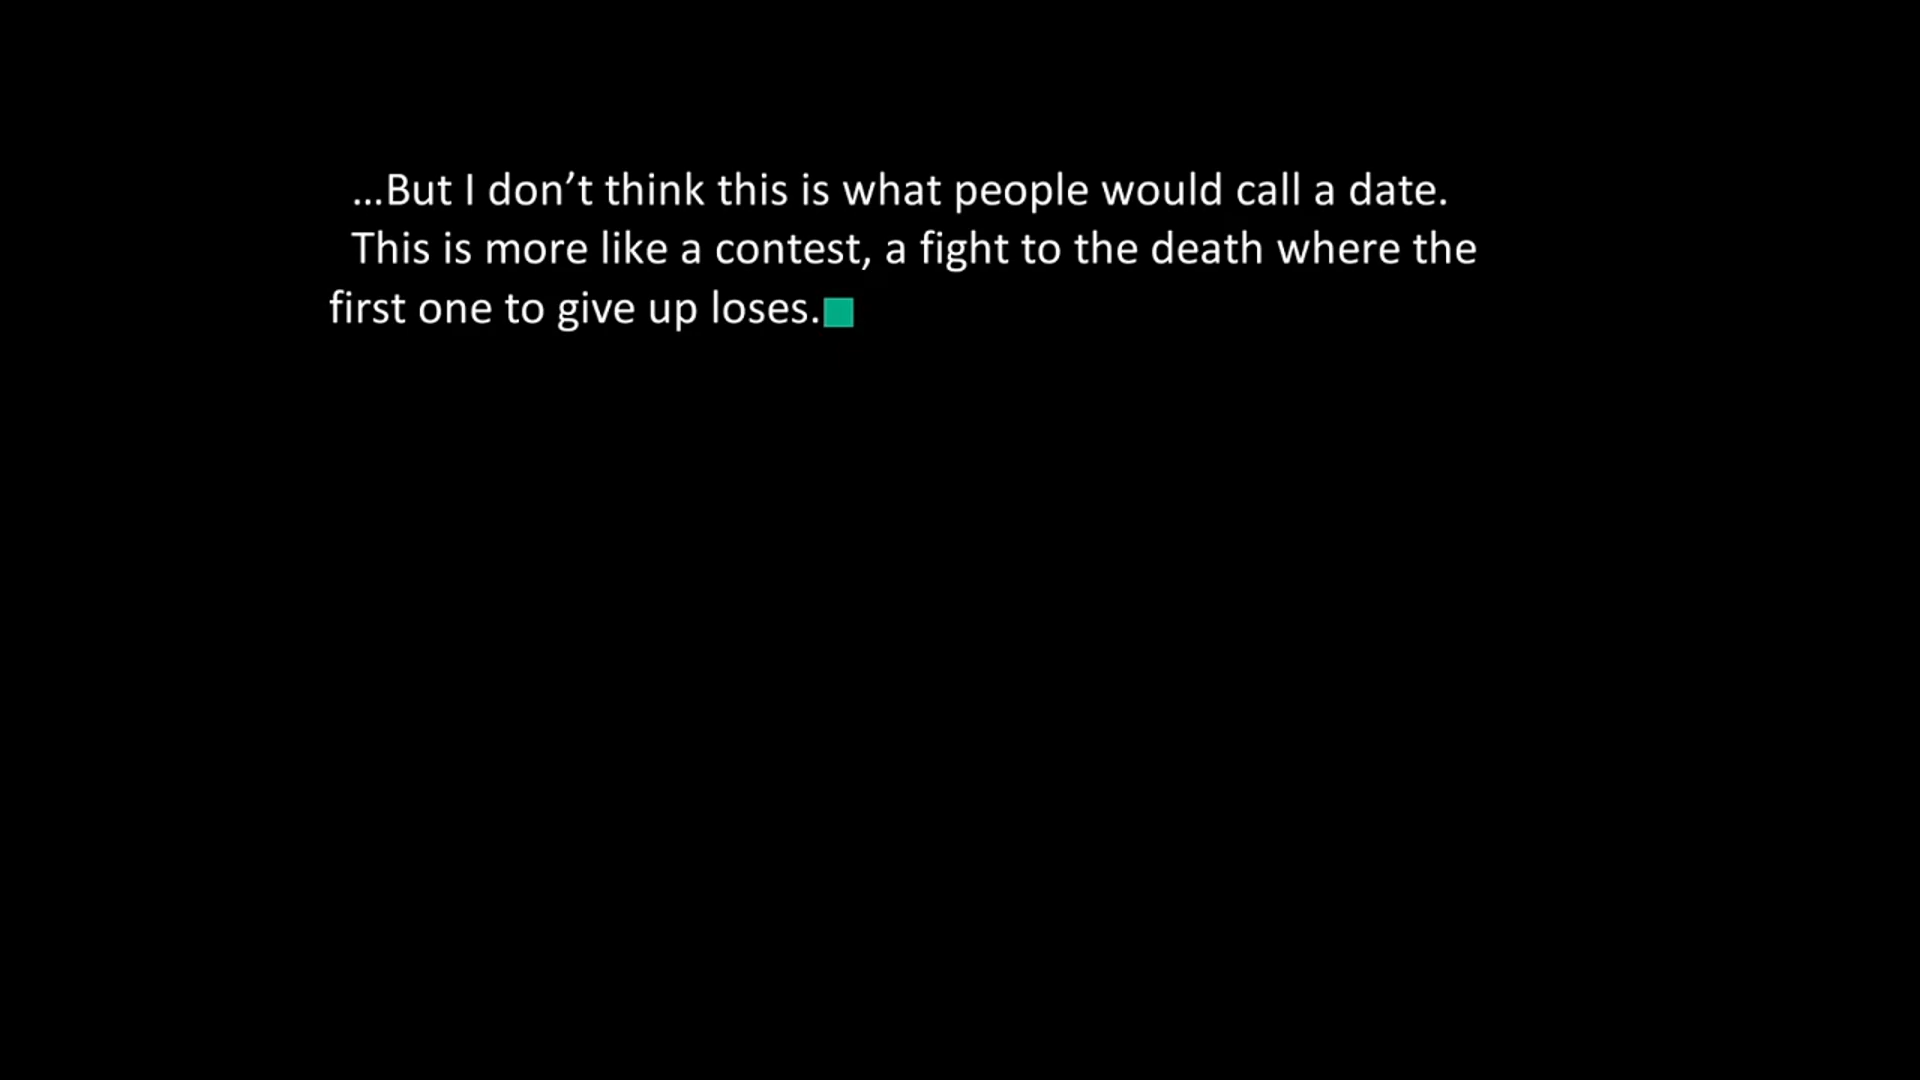 …But I don’t think this is what people would call a date.
This is more like a contest, a fight to the death where the
first one to give up loses.